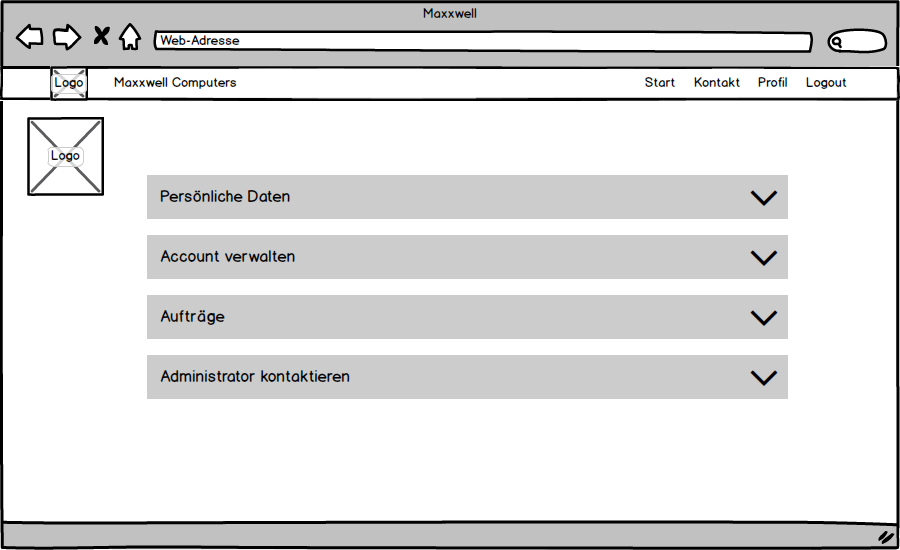 Maxxwell
Web-Adresse
Logo Maxxwell Computers Start Kontakt Profil Logout
Logo
Persönliche Daten
Account verwalten
Aufträge
Administrator kontaktieren